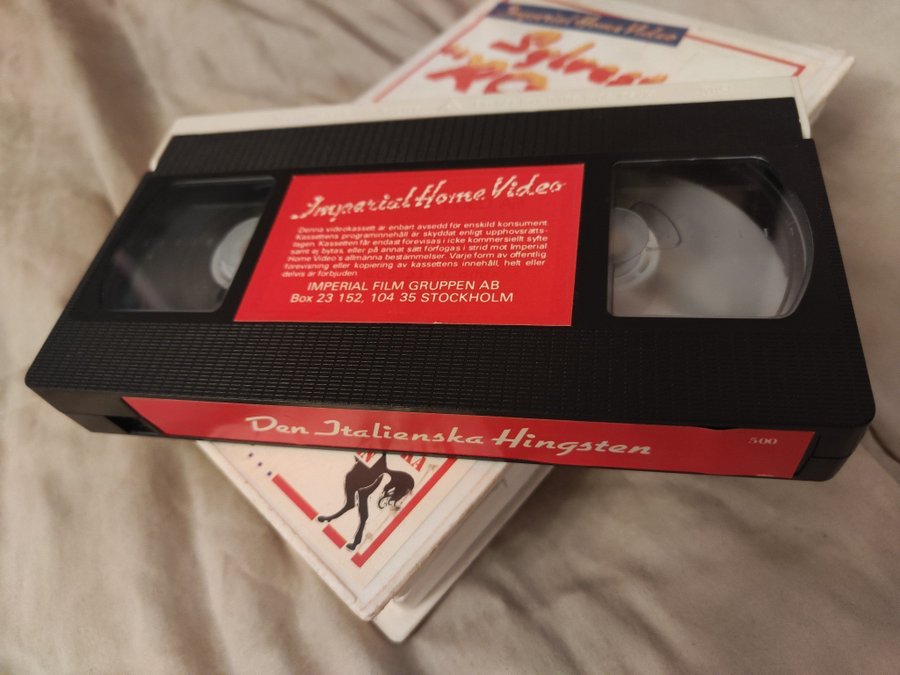 Imperial Home Video
Imperial Home Video
Denna videokassett är enbart avsedd för enskild konsument.
Kassettens programinnehåll är skyddat enligt upphovsrätts-
lagen. Kassetten får endast förevisas i icke kommersiellt syfte
samt ej bytas, eller på annat sätt förfogas i strid mot Imperial
Home Video's allmänna bestämmelser. Varje form av offentlig
förevisning eller kopiering av kassettens innehåll, helt eller
delvis är förbjuden.
IMPERIAL FILM GRUPPEN AB
Box 23 152, 104 35 STOCKHOLM
Den Italienska Hingsten
500